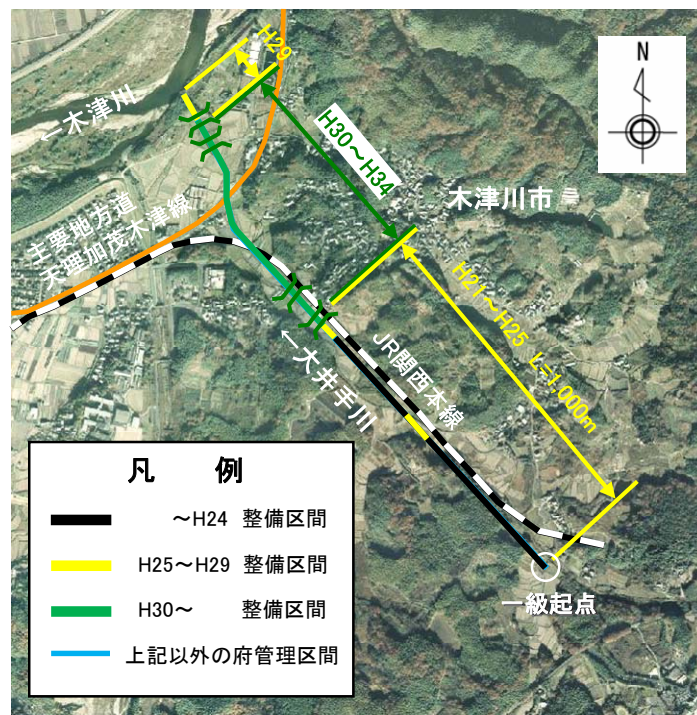 H29
N
←木津川
H30～H34
木津川市
主要地方道
天理加茂木津線
H21～H25 L=1,000m
JR関西本線
←大井手川
一級起点
凡 例
～H24 整備区間
H25～H29 整備区間
H30～ 整備区間
上記以外の府管理区間